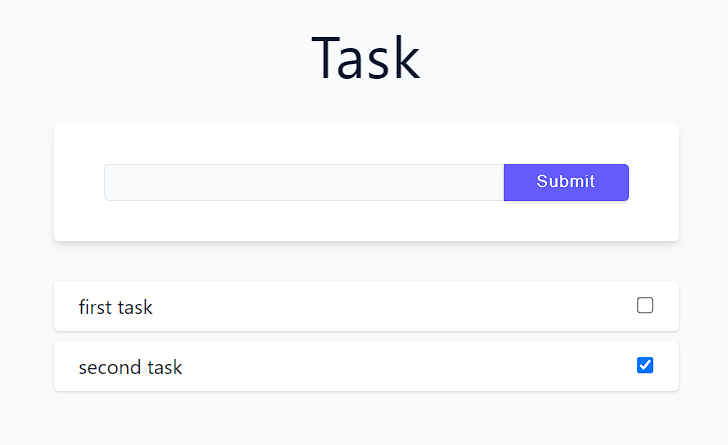 Task
Submit
first task
second task